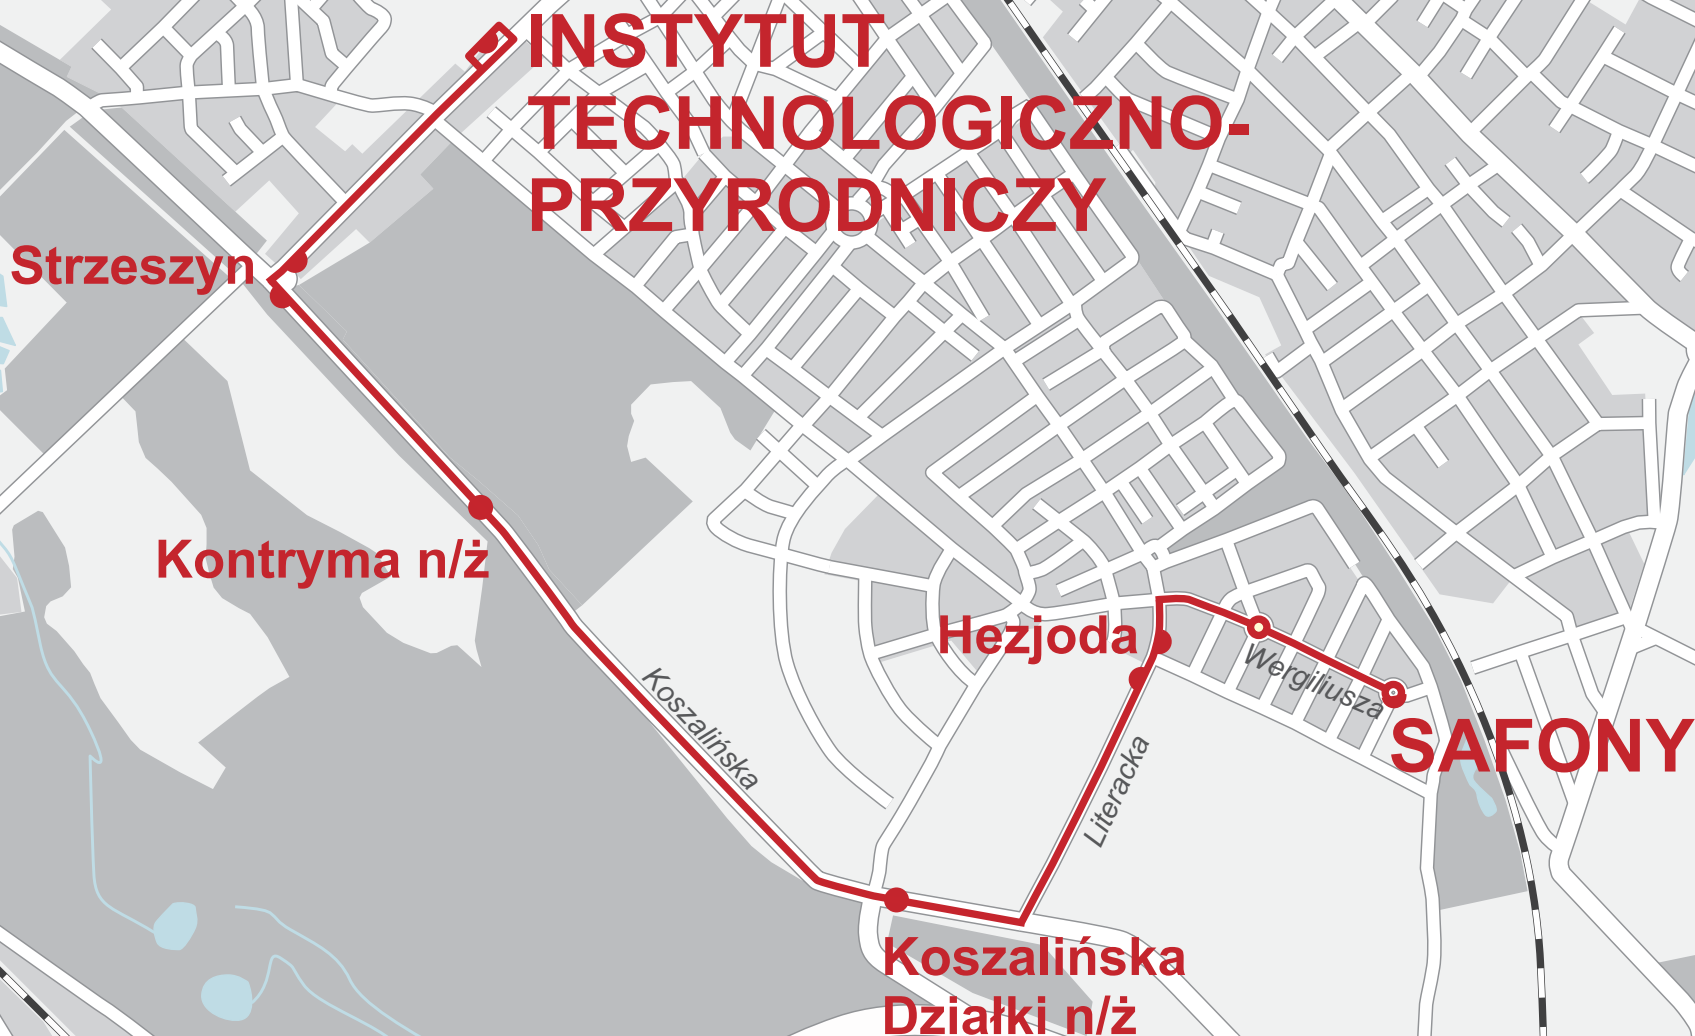 INSTYTUT
TECHNOLOGICZNO-
PRZYRODNICZY
Strzeszyn
Kontryma n/ż
Hezjoda
Wergiliusza
Koszalińska
SAFONY
Literacka
Koszalińska
Działki n/ż